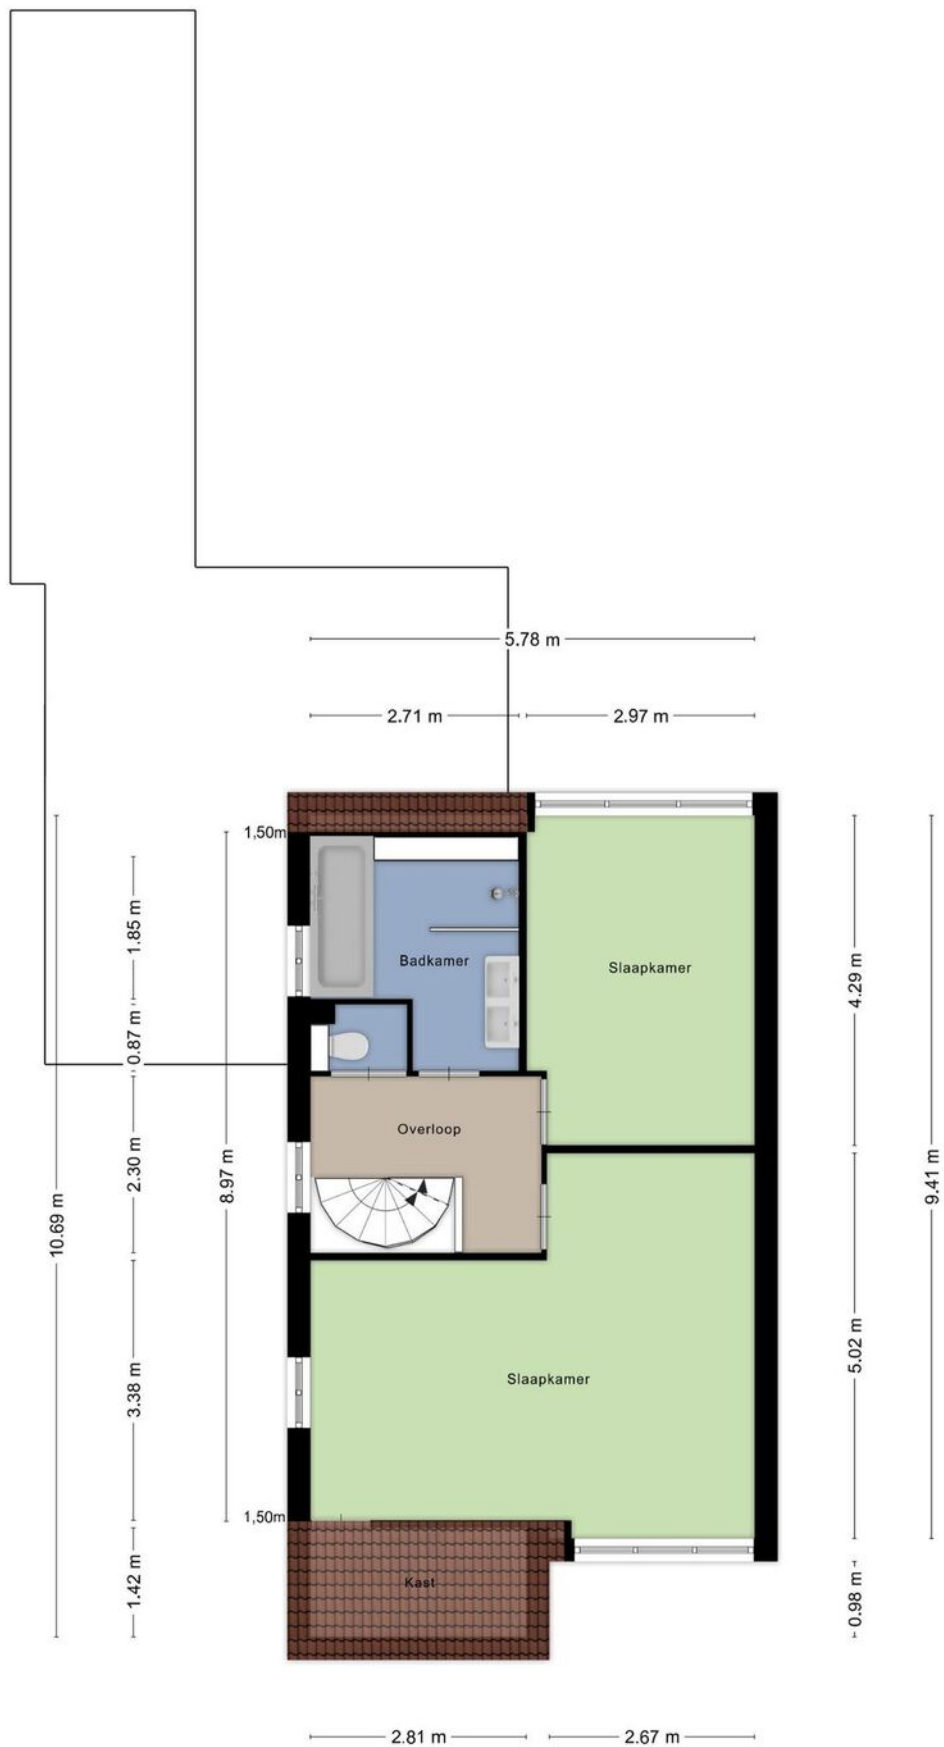 5.78 m
2.71 m
2.97 m
1,50m
1.85 m
Badkamer
Slaapkamer
4.29 m
0.87 m
Overloop
2.30 m
8.97 m
9.41 m
10.69 m
5.02 m
3.38 m
Slaapkamer
1,50m
Kast
1.42 m
0.98 m
2.81 m
2.67 m